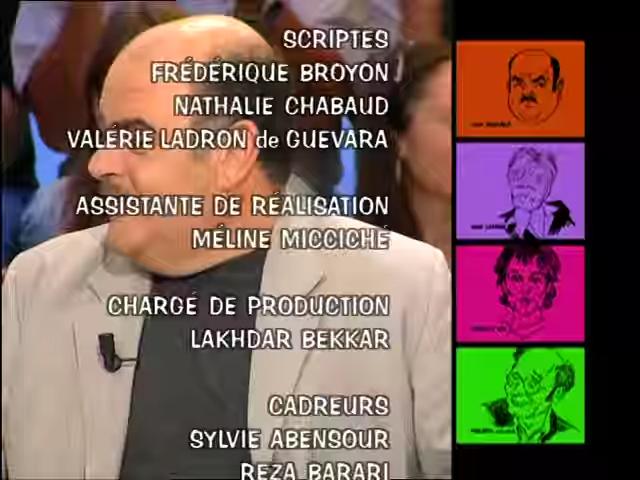 SCRIPTES
FRÉDÉRIQUE BROYON
NATHALIE CHABAUD
VALÉRIE LADRON de GUEVARA
ASSISTANTE DE RÉALISATION
MÉLINE MICCICHÉ
CHARGÉ DE PRODUCTION
LAKHDAR BEKKAR
CADREURS
SYLVIE ABENSOUR
REZA BARARI